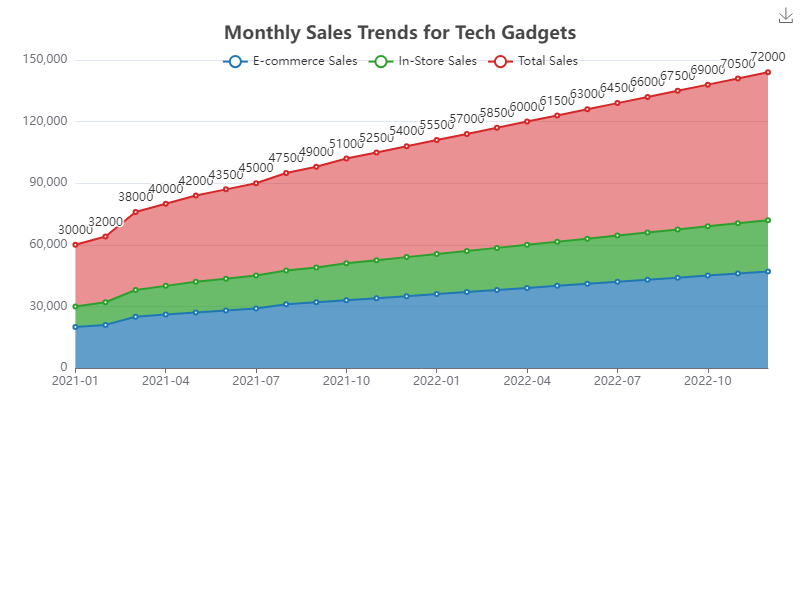 Monthly Sales Trends for Tech Gadgets
E-commerce Sales In-Store Sales Total Sales
150,000
120,000
90,000
60,000
30,000
0
30000 32000 38000 40000 42000 43500 45000 47500 49000 51000 52500 54000 55500 57000 58500 60000 61500 63000 64500 66000 67500 69000 70500 72000
2021-01 2021-04 2021-07 2021-10 2022-01 2022-04 2022-07 2022-10